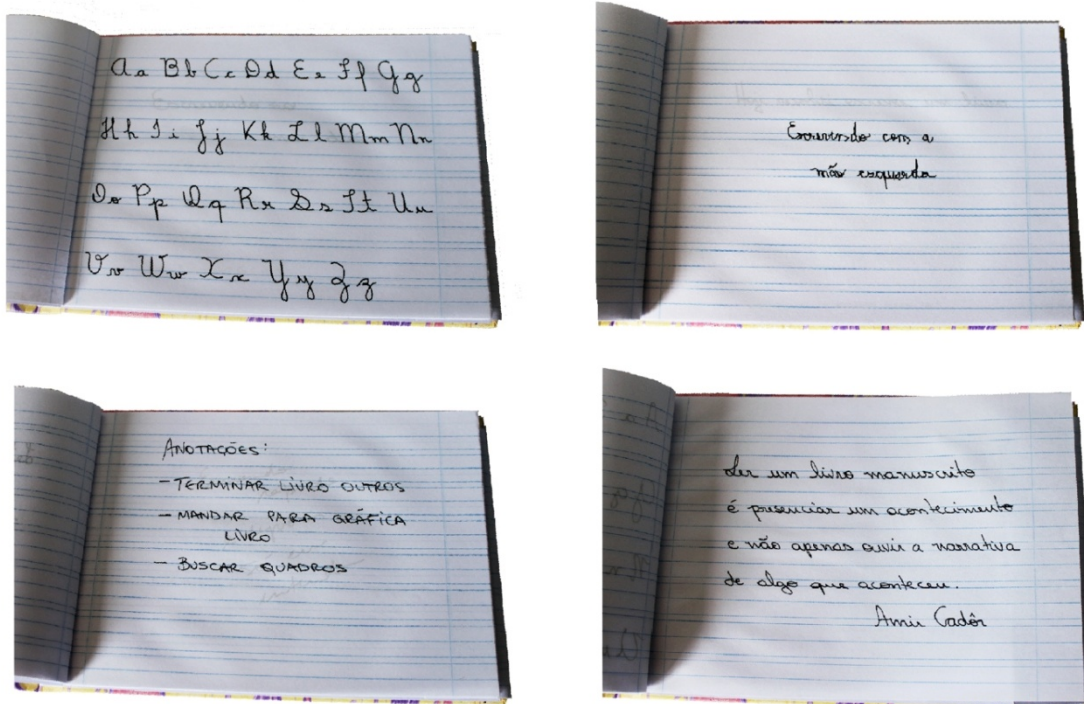 Aa Bb Cc Dd Ee Ff Gg
Hh Ii Jj Kk Ll Mm Nn
Oo Pp Qq Rr Ss Tt Uu
Vv Ww Xx Yy Zz
Escrevendo com a
mão esquerda
ANOTAÇÕES:
- TERMINAR LIVRO OUTROS
- MANDAR PARA GRÁFICA
LIVRO
- BUSCAR QUADROS
Ler um livro manuscrito
é presenciar um acontecimento
e não apenas ouvir a narrativa
de algo que aconteceu.
Amir Cadôr